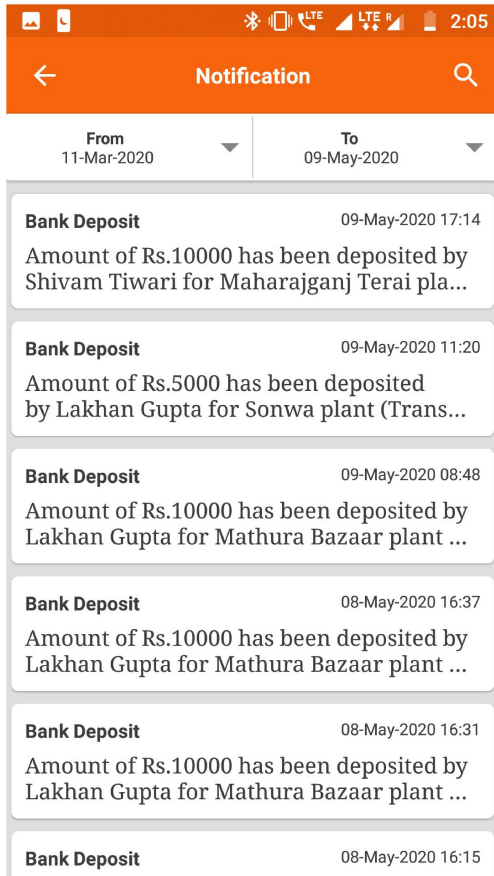 LTE LTE R 2:05
Notification
From
11-Mar-2020
To
09-May-2020
Bank Deposit 09-May-2020 17:14
Amount of Rs.10000 has been deposited by
Shivam Tiwari for Maharajganj Terai pla...
Bank Deposit 09-May-2020 11:20
Amount of Rs.5000 has been deposited
by Lakhan Gupta for Sonwa plant (Trans...
Bank Deposit 09-May-2020 08:48
Amount of Rs.10000 has been deposited by
Lakhan Gupta for Mathura Bazaar plant ...
Bank Deposit 08-May-2020 16:37
Amount of Rs.10000 has been deposited by
Lakhan Gupta for Mathura Bazaar plant ...
Bank Deposit 08-May-2020 16:31
Amount of Rs.10000 has been deposited by
Lakhan Gupta for Mathura Bazaar plant ...
Bank Deposit 08-May-2020 16:15